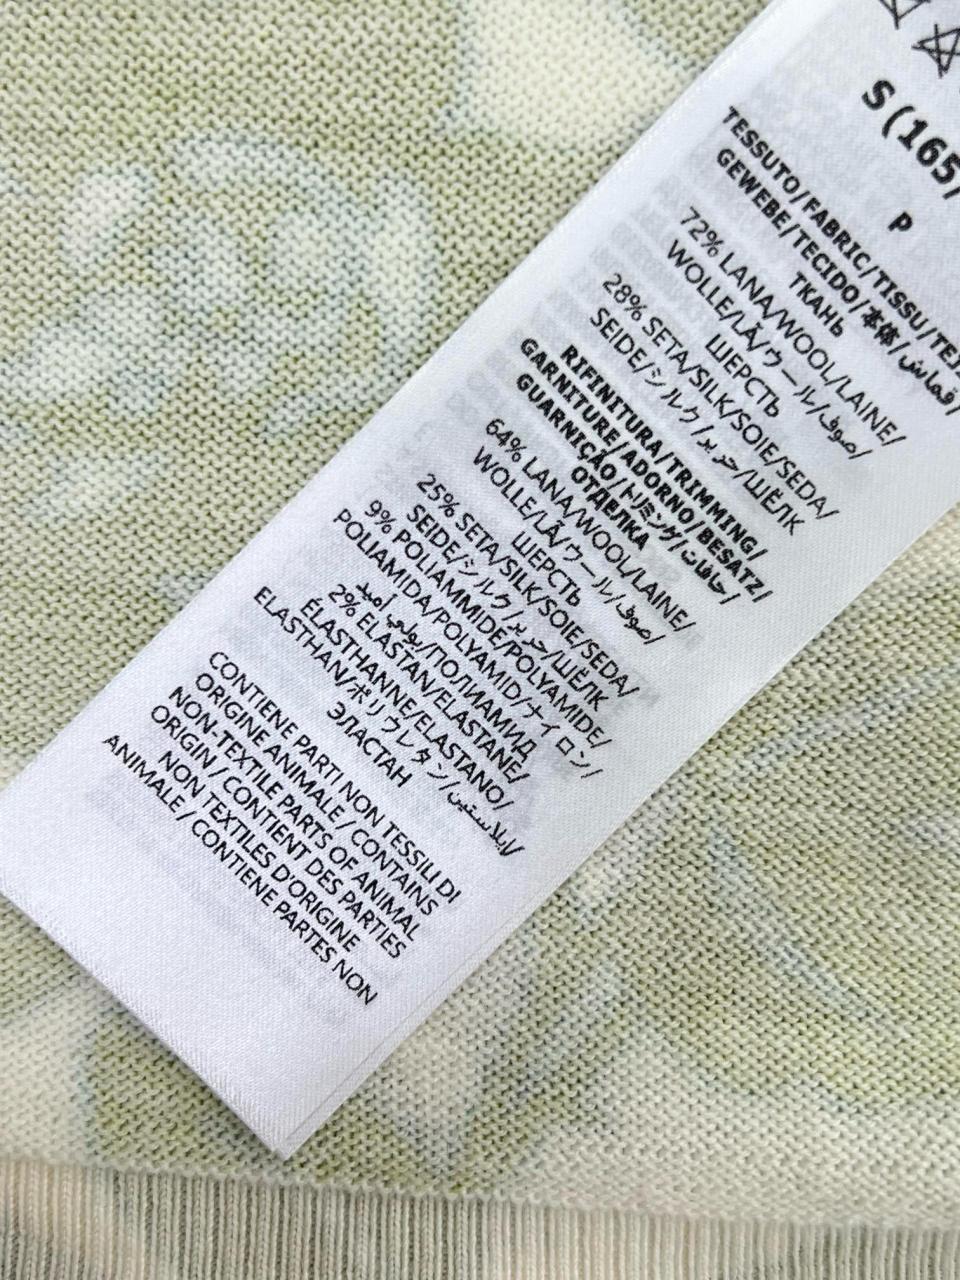 S (165/
P
TESSUTO/FABRIC/TISSU/TEJ
GEWEBE/TECIDO/本体/قماش/
ТКАНЬ
72% LANA/WOOL/LAINE/
WOLLE/LÃ/ウール/صوف/
ШЕРСТЬ
28% SETA/SILK/SOIE/SEDA/
SEIDE/シルク/حرير/ШЁЛК
RIFINITURA/TRIMMING/
GARNITURE/ADORNO/BESATZ/
GUARNIÇÃO/トリミング/حافات/
ОТДЕЛКА
64% LANA/WOOL/LAINE/
WOLLE/LÃ/ウール/صوف/
ШЕРСТЬ
25% SETA/SILK/SOIE/SEDA/
SEIDE/シルク/حرير/ШЁЛК
9% POLIAMMIDE/POLYAMIDE/
POLIAMIDA/POLYAMID/ナイロン/
بولي أميد/ПОЛИАМИД
2% ELASTAN/ELASTANE/
ÉLASTHANNE/ELASTANO/
ELASTHAN/ポリウレタン/إيلاستين/
ЭЛАСТАН
CONTIENE PARTI NON TESSILI DI
ORIGINE ANIMALE / CONTAINS
NON-TEXTILE PARTS OF ANIMAL
ORIGIN / CONTIENT DES PARTIES
NON TEXTILES D'ORIGINE
ANIMALE / CONTIENE PARTES NON